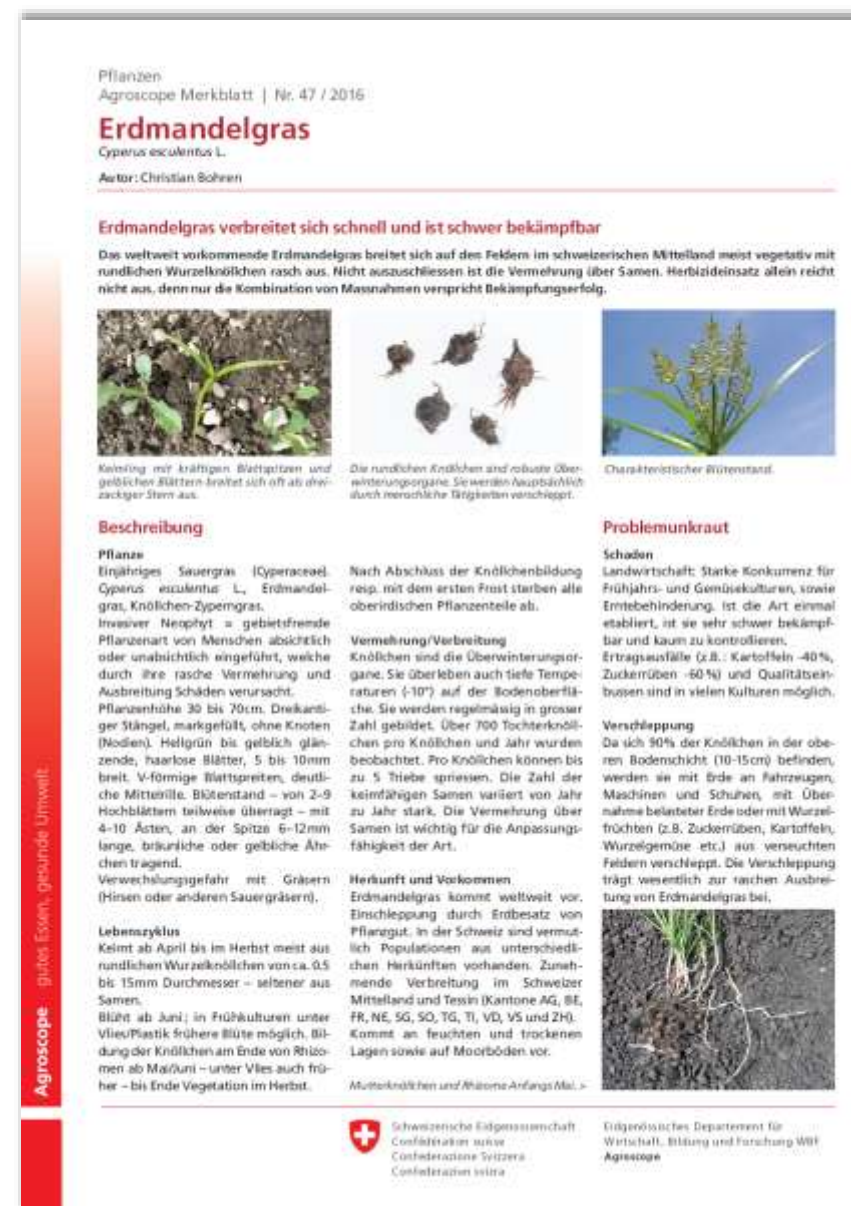 Pflanzen
Agroscope Merkblatt | Nr. 47 / 2016
Erdmandelgras
Cyperus esculentus L.
Autor: Christian Bohren
Erdmandelgras verbreitet sich schnell und ist schwer bekämpfbar
Das weltweit vorkommende Erdmandelgras breitet sich auf den Feldern im schweizerischen Mittelland meist vegetativ mit
rundlichen Wurzelknöllchen rasch aus. Nicht auszuschliessen ist die Vermehrung über Samen. Herbizideinsatz allein reicht
nicht aus, denn nur die Kombination von Massnahmen verspricht Bekämpfungserfolg.
Keimling mit kräftigen Blattspitzen und
gelblichen Blättern breitet sich oft als drei-
zackiger Stern aus.
Die rundlichen Knöllchen sind robuste Über-
winterungsorgane. Sie werden hauptsächlich
durch menschliche Tätigkeiten verschleppt.
Charakteristischer Blütenstand.
Beschreibung
Pflanze
Einjähriges Sauergras (Cyperaceae).
Cyperus esculentus L., Erdmandel-
gras, Knöllchen-Zyperngras.
Invasiver Neophyt = gebietsfremde
Pflanzenart von Menschen absichtlich
oder unabsichtlich eingeführt, welche
durch ihre rasche Vermehrung und
Ausbreitung Schäden verursacht.
Pflanzenhöhe 30 bis 70cm. Dreikanti-
ger Stängel, markgefüllt, ohne Knoten
(Nodien). Hellgrün bis gelblich glän-
zende, haarlose Blätter, 5 bis 10mm
breit. V-förmige Blattspreiten, deutli-
che Mittelrille. Blütenstand – von 2–9
Hochblättern teilweise überragt – mit
4–10 Ästen, an der Spitze 6–12mm
lange, bräunliche oder gelbliche Ähr-
chen tragend.
Verwechslungsgefahr mit Gräsern
(Hirsen oder anderen Sauergräsern).
Lebenszyklus
Keimt ab April bis im Herbst meist aus
rundlichen Wurzelknöllchen von ca. 0.5
bis 15mm Durchmesser – seltener aus
Samen.
Blüht ab Juni; in Frühkulturen unter
Vlies/Plastik frühere Blüte möglich. Bil-
dung der Knöllchen am Ende von Rhizo-
men ab Mai/Juni – unter Vlies auch frü-
her – bis Ende Vegetation im Herbst.
Nach Abschluss der Knöllchenbildung
resp. mit dem ersten Frost sterben alle
oberirdischen Pflanzenteile ab.
Vermehrung/Verbreitung
Knöllchen sind die Überwinterungsor-
gane. Sie überleben auch tiefe Tempe-
raturen (-10°) auf der Bodenoberflä-
che. Sie werden regelmässig in grosser
Zahl gebildet. Über 700 Tochterknöll-
chen pro Knöllchen und Jahr wurden
beobachtet. Pro Knöllchen können bis
zu 5 Triebe spriessen. Die Zahl der
keimfähigen Samen variiert von Jahr
zu Jahr stark. Die Vermehrung über
Samen ist wichtig für die Anpassungs-
fähigkeit der Art.
Herkunft und Vorkommen
Erdmandelgras kommt weltweit vor.
Einschleppung durch Erdbesatz von
Pflanzgut. In der Schweiz sind vermut-
lich Populationen aus unterschiedli-
chen Herkünften vorhanden. Zuneh-
mende Verbreitung im Schweizer
Mittelland und Tessin (Kantone AG, BE,
FR, NE, SG, SO, TG, TI, VD, VS und ZH).
Kommt an feuchten und trockenen
Lagen sowie auf Moorböden vor.
Mutterknöllchen und Rhizome Anfangs Mai. >
Problemunkraut
Schaden
Landwirtschaft: Starke Konkurrenz für
Frühjahrs- und Gemüsekulturen, sowie
Erntebehinderung. Ist die Art einmal
etabliert, ist sie sehr schwer bekämpf-
bar und kaum zu kontrollieren.
Ertragsausfälle (z.B.: Kartoffeln -40%,
Zuckerrüben -60%) und Qualitätsein-
bussen sind in vielen Kulturen möglich.
Verschleppung
Da sich 90% der Knöllchen in der obe-
ren Bodenschicht (10-15cm) befinden,
werden sie mit Erde an Fahrzeugen,
Maschinen und Schuhen, mit Über-
nahme belasteter Erde oder mit Wurzel-
früchten (z.B. Zuckerrüben, Kartoffeln,
Wurzelgemüse etc.) aus verseuchten
Feldern verschleppt. Die Verschleppung
trägt wesentlich zur raschen Ausbrei-
tung von Erdmandelgras bei.
Agroscope gutes Essen, gesunde Umwelt
Schweizerische Eidgenossenschaft
Confédération suisse
Confederazione Svizzera
Confederaziun svizra
Eidgenössisches Departement für
Wirtschaft, Bildung und Forschung WBF
Agroscope